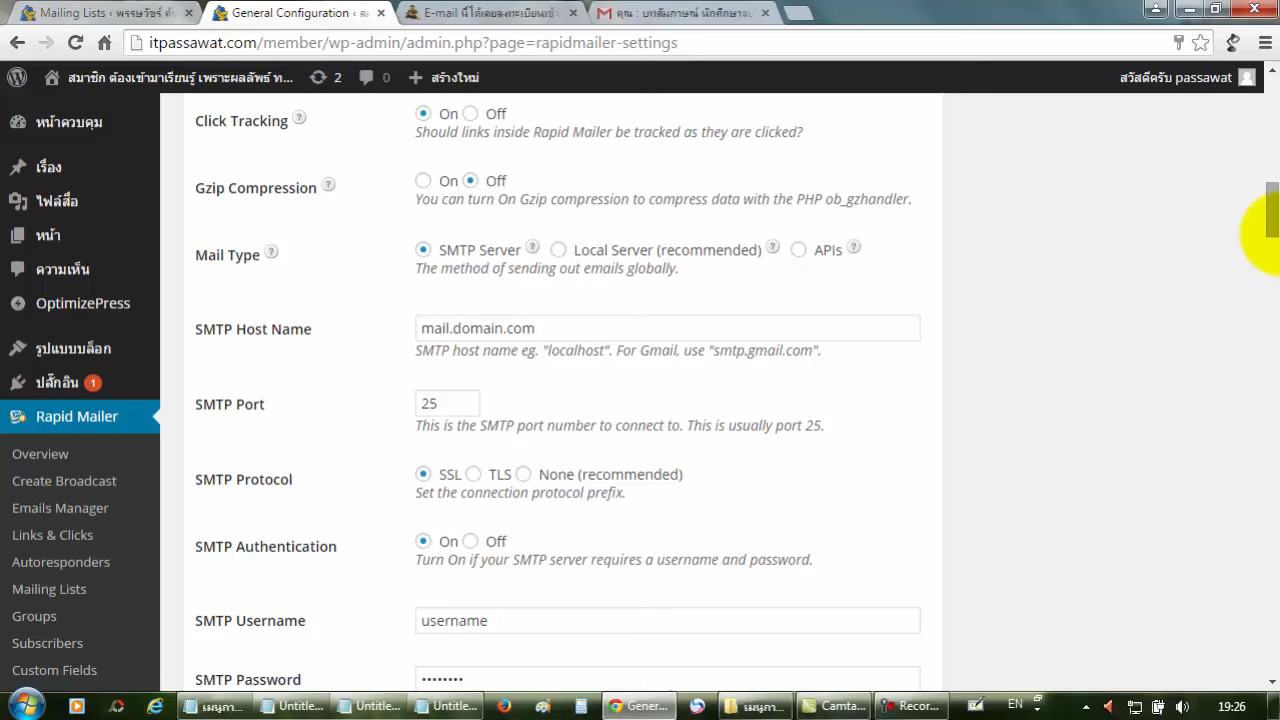 Mailing Lists ‹ พรรษวัชร์ ต้น
General Configuration ‹ ส
E-mail นี้ได้เคยลงทะเบียนเข้า
คุณ : บทสัมภาษณ์ นักศึกษาจบ
itpassawat.com/member/wp-admin/admin.php?page=rapidmailer-settings
สมาชิก ต้องเข้ามาเรียนรู้ เพราะผลลัพธ์ ท...
2
0
สร้างใหม่
สวัสดีครับ passawat
หน้าควบคุม
เรื่อง
ไฟล์สื่อ
หน้า
ความเห็น
OptimizePress
รูปแบบบล็อก
ปลั๊กอิน 1
Rapid Mailer
Overview
Create Broadcast
Emails Manager
Links & Clicks
Autoresponders
Mailing Lists
Groups
Subscribers
Custom Fields
Click Tracking ?
On Off
Should links inside Rapid Mailer be tracked as they are clicked?
Gzip Compression ?
On Off
You can turn On Gzip compression to compress data with the PHP ob_gzhandler.
Mail Type ?
SMTP Server ? Local Server (recommended) ? APIs ?
The method of sending out emails globally.
SMTP Host Name
mail.domain.com
SMTP host name eg. "localhost". For Gmail, use "smtp.gmail.com".
SMTP Port
25
This is the SMTP port number to connect to. This is usually port 25.
SMTP Protocol
SSL TLS None (recommended)
Set the connection protocol prefix.
SMTP Authentication
On Off
Turn On if your SMTP server requires a username and password.
SMTP Username
username
SMTP Password
••••••••
เมนูกา...
Untitle...
Untitle...
Untitle...
Gener...
เมนูกา...
Camta...
Recor...
EN
19:26